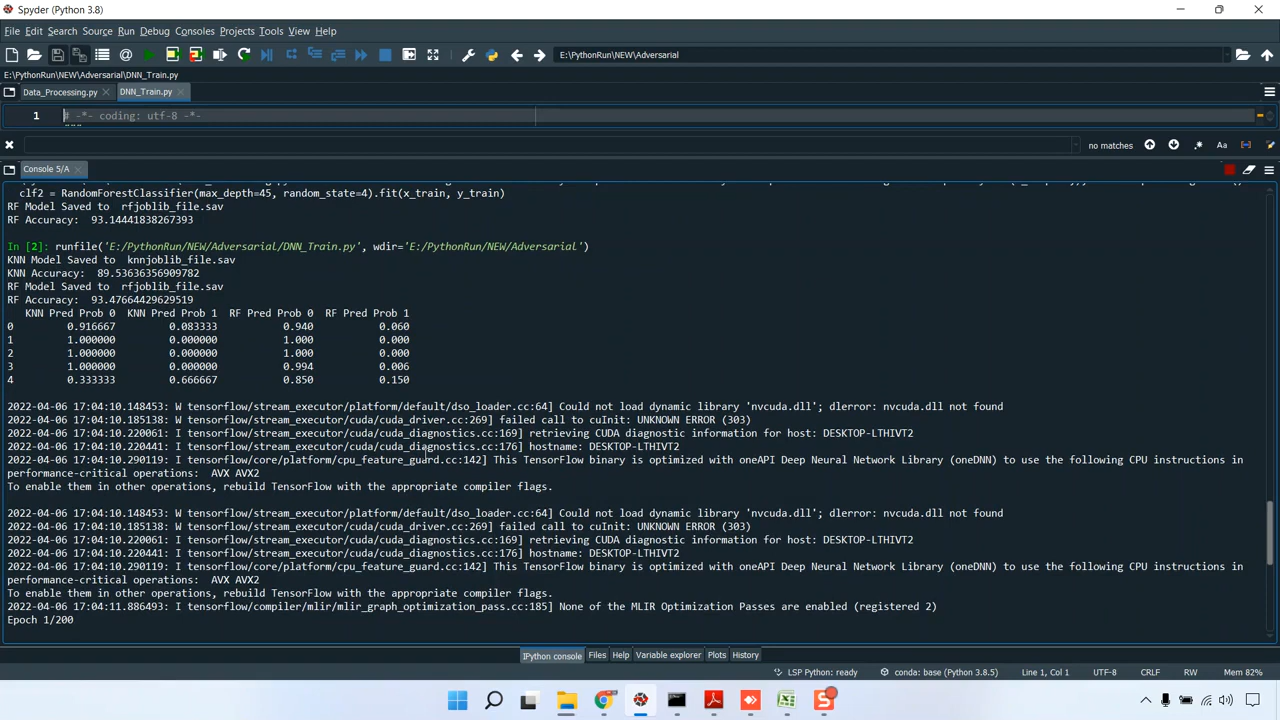 Spyder (Python 3.8)
File Edit Search Source Run Debug Consoles Projects Tools View Help
E:\PythonRun\NEW\Adversarial
E:\PythonRun\NEW\Adversarial\DNN_Train.py
Data_Processing.py DNN_Train.py
1 # -*- coding: utf-8 -*-
no matches
Console 5/A
clf2 = RandomForestClassifier(max_depth=45, random_state=4).fit(x_train, y_train)
RF Model Saved to rfjoblib_file.sav
RF Accuracy: 93.14441838267393
In [2]: runfile('E:/PythonRun/NEW/Adversarial/DNN_Train.py', wdir='E:/PythonRun/NEW/Adversarial')
KNN Model Saved to knnjoblib_file.sav
KNN Accuracy: 89.53636356909782
RF Model Saved to rfjoblib_file.sav
RF Accuracy: 93.47664429629519
KNN Pred Prob 0 KNN Pred Prob 1 RF Pred Prob 0 RF Pred Prob 1
0 0.916667 0.083333 0.940 0.060
1 1.000000 0.000000 1.000 0.000
2 1.000000 0.000000 1.000 0.000
3 1.000000 0.000000 0.994 0.006
4 0.333333 0.666667 0.850 0.150
2022-04-06 17:04:10.148453: W tensorflow/stream_executor/platform/default/dso_loader.cc:64] Could not load dynamic library 'nvcuda.dll'; dlerror: nvcuda.dll not found
2022-04-06 17:04:10.185138: W tensorflow/stream_executor/cuda/cuda_driver.cc:269] failed call to cuInit: UNKNOWN ERROR (303)
2022-04-06 17:04:10.220061: I tensorflow/stream_executor/cuda/cuda_diagnostics.cc:169] retrieving CUDA diagnostic information for host: DESKTOP-LTHIVT2
2022-04-06 17:04:10.220441: I tensorflow/stream_executor/cuda/cuda_diagnostics.cc:176] hostname: DESKTOP-LTHIVT2
2022-04-06 17:04:10.290119: I tensorflow/core/platform/cpu_feature_guard.cc:142] This TensorFlow binary is optimized with oneAPI Deep Neural Network Library (oneDNN) to use the following CPU instructions in
performance-critical operations: AVX AVX2
To enable them in other operations, rebuild TensorFlow with the appropriate compiler flags.
2022-04-06 17:04:10.148453: W tensorflow/stream_executor/platform/default/dso_loader.cc:64] Could not load dynamic library 'nvcuda.dll'; dlerror: nvcuda.dll not found
2022-04-06 17:04:10.185138: W tensorflow/stream_executor/cuda/cuda_driver.cc:269] failed call to cuInit: UNKNOWN ERROR (303)
2022-04-06 17:04:10.220061: I tensorflow/stream_executor/cuda/cuda_diagnostics.cc:169] retrieving CUDA diagnostic information for host: DESKTOP-LTHIVT2
2022-04-06 17:04:10.220441: I tensorflow/stream_executor/cuda/cuda_diagnostics.cc:176] hostname: DESKTOP-LTHIVT2
2022-04-06 17:04:10.290119: I tensorflow/core/platform/cpu_feature_guard.cc:142] This TensorFlow binary is optimized with oneAPI Deep Neural Network Library (oneDNN) to use the following CPU instructions in
performance-critical operations: AVX AVX2
To enable them in other operations, rebuild TensorFlow with the appropriate compiler flags.
2022-04-06 17:04:11.886493: I tensorflow/compiler/mlir/mlir_graph_optimization_pass.cc:185] None of the MLIR Optimization Passes are enabled (registered 2)
Epoch 1/200
IPython console Files Help Variable explorer Plots History
LSP Python: ready conda: base (Python 3.8.5) Line 1, Col 1 UTF-8 CRLF RW Mem 82%